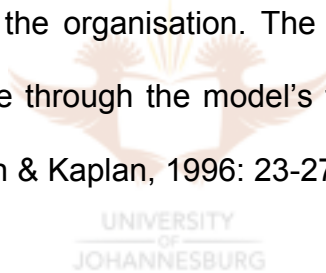 the organisation. The
e through the model's
n & Kaplan, 1996: 23-27
UNIVERSITY
OF
JOHANNESBURG